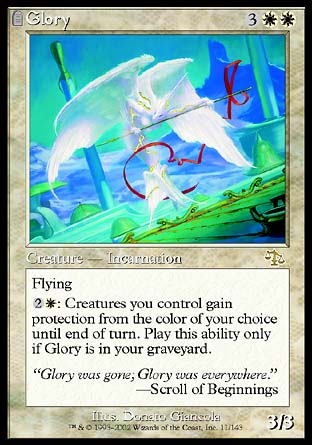 Glory 3
Creature — Incarnation
Flying
2 : Creatures you control gain
protection from the color of your choice
until end of turn. Play this ability only
if Glory is in your graveyard.
“Glory was gone; Glory was everywhere.”
—Scroll of Beginnings
Illus. Donato Giancola
™ & © 1993-2002 Wizards of the Coast, Inc. 11/143
3/3